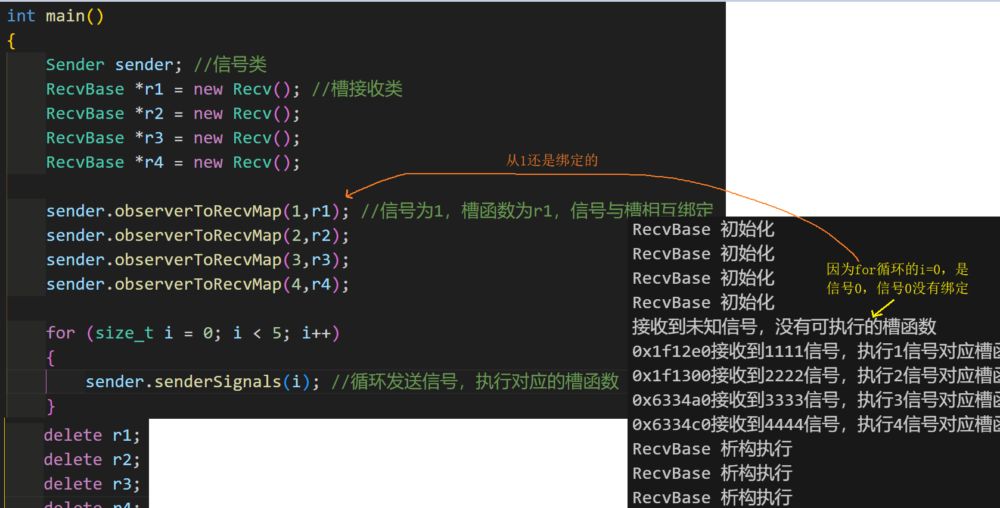 int main()
{
Sender sender; //信号类
RecvBase *r1 = new Recv(); //槽接收类
RecvBase *r2 = new Recv();
RecvBase *r3 = new Recv();
RecvBase *r4 = new Recv();
从1还是绑定的
sender.observerToRecvMap(1,r1); //信号为1，槽函数为r1，信号与槽相互绑定
sender.observerToRecvMap(2,r2);
sender.observerToRecvMap(3,r3);
sender.observerToRecvMap(4,r4);
for (size_t i = 0; i < 5; i++)
{
sender.senderSignals(i); //循环发送信号，执行对应的槽函数
}
delete r1;
delete r2;
delete r3;
delete r4;
RecvBase 初始化
RecvBase 初始化
RecvBase 初始化
RecvBase 初始化
因为for循环的i=0，是
信号0，信号0没有绑定
接收到未知信号，没有可执行的槽函数
0x1f12e0接收到1111信号，执行1信号对应槽函
0x1f1300接收到2222信号，执行2信号对应槽函
0x6334a0接收到3333信号，执行3信号对应槽函
0x6334c0接收到4444信号，执行4信号对应槽函
RecvBase 析构执行
RecvBase 析构执行
RecvBase 析构执行